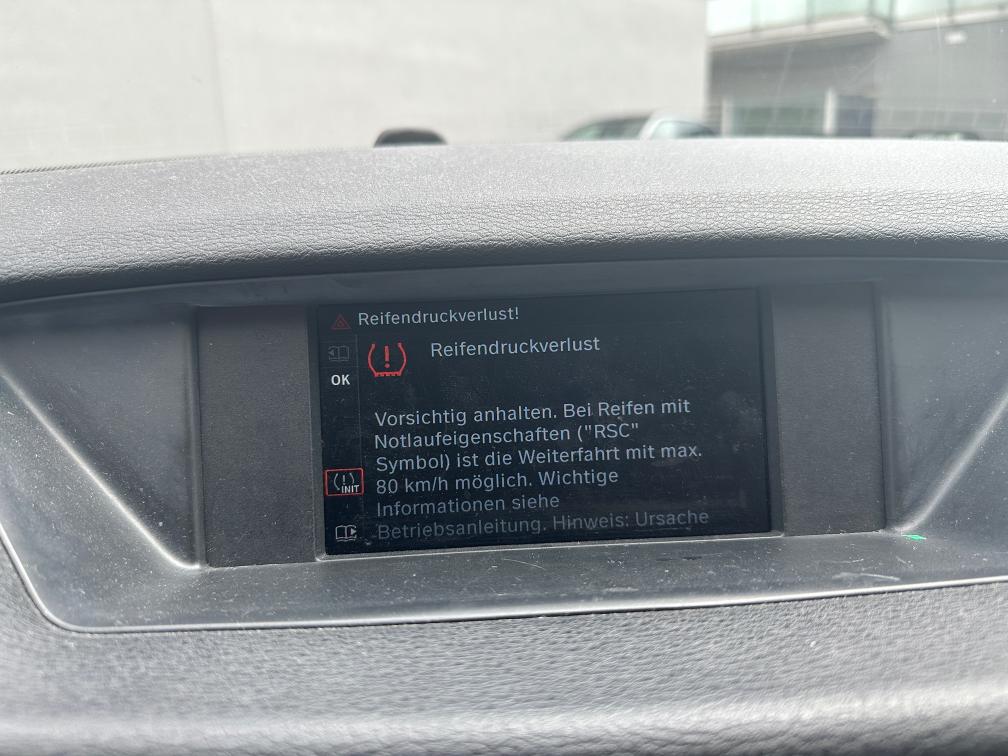 Reifendruckverlust!
Reifendruckverlust
OK
Vorsichtig anhalten. Bei Reifen mit
Notlaufeigenschaften ("RSC"
Symbol) ist die Weiterfahrt mit max.
80 km/h möglich. Wichtige
Informationen siehe
Betriebsanleitung. Hinweis: Ursache
(!)
INIT